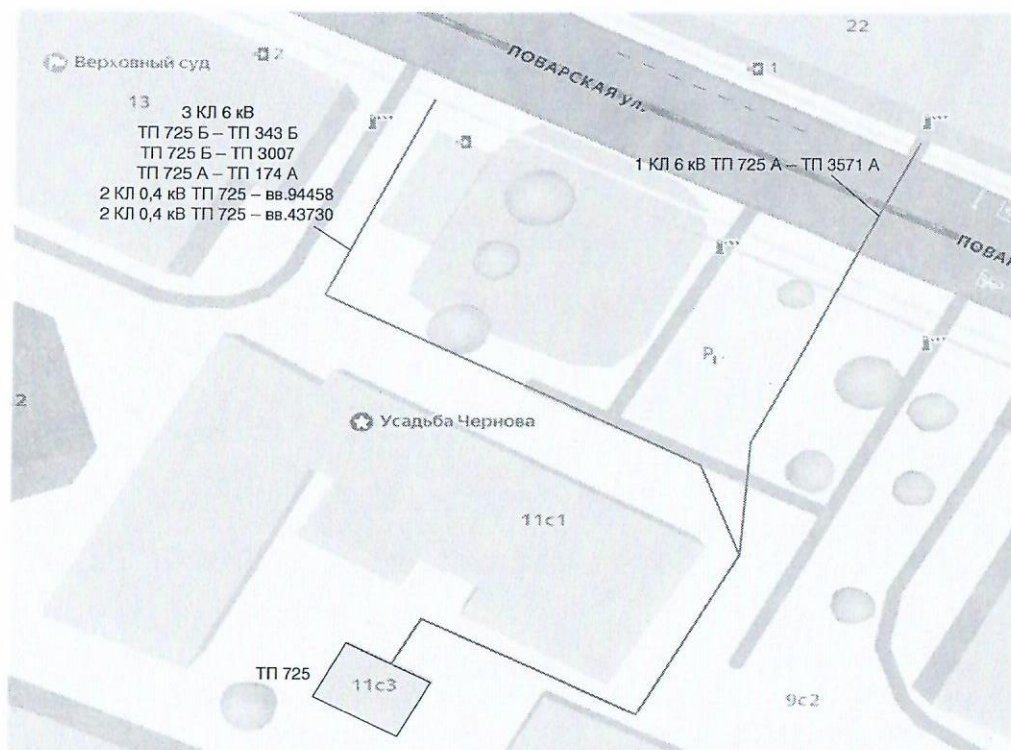 22
Верховный суд
2
ПОВАРСКАЯ ул.
1
13
3 КЛ 6 кВ
ТП 725 Б – ТП 343 Б
ТП 725 Б – ТП 3007
ТП 725 А – ТП 174 А
2 КЛ 0,4 кВ ТП 725 – вв.94458
2 КЛ 0,4 кВ ТП 725 – вв.43730
1 КЛ 6 кВ ТП 725 А – ТП 3571 А
ПОВАР
2
Усадьба Чернова
11с1
ТП 725
11с3
9с2